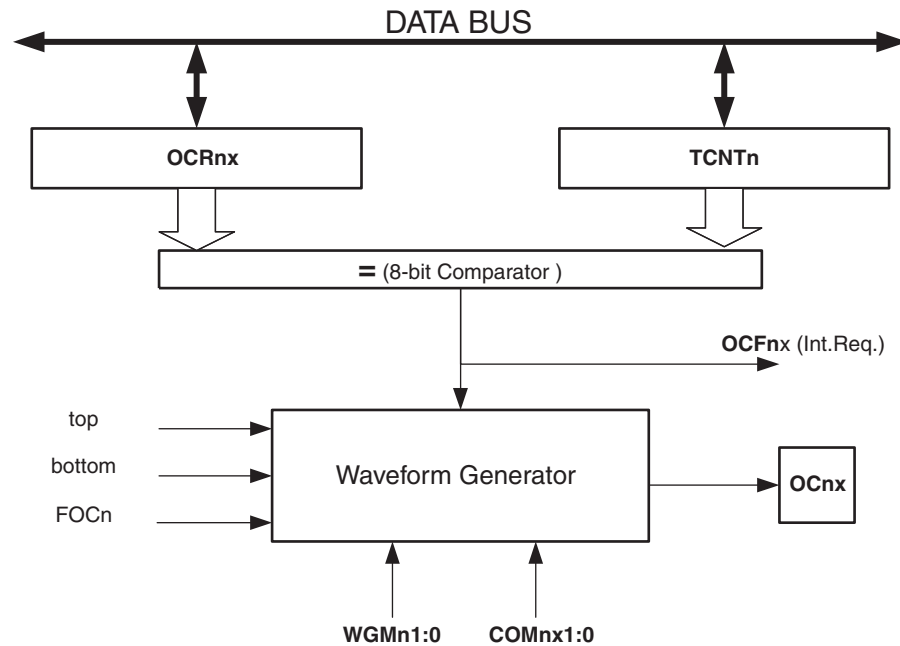 DATA BUS
OCRnx
TCNTn
= (8-bit Comparator )
OCFnx (Int.Req.)
top
bottom
FOCn
Waveform Generator
OCnx
WGMn1:0
COMnx1:0